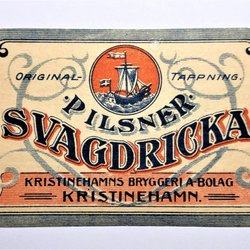 ORIGINAL- TAPPNING.
·PILSNER·
SVAGDRICKA
KRISTINEHAMNS BRYGGERI A-BOLAG
KRISTINEHAMN.